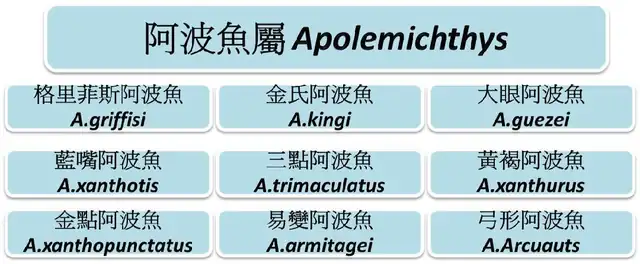 阿波魚屬 Apolemichthys
格里菲斯阿波魚
A.griffisi
金氏阿波魚
A.kingi
大眼阿波魚
A.guezei
藍嘴阿波魚
A.xanthotis
三點阿波魚
A.trimaculatus
黃褐阿波魚
A.xanthurus
金點阿波魚
A.xanthopunctatus
易變阿波魚
A.armitagei
弓形阿波魚
A.Arcuauts